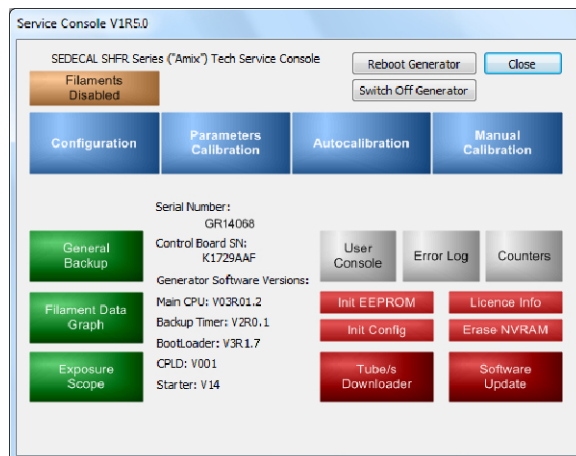 Service Console V1R5.0
SEDECAL SHFR Series ("Amix") Tech Service Console
Reboot Generator
Close
Filaments
Disabled
Switch Off Generator
Configuration
Parameters
Calibration
Autocalibration
Manual
Calibration
Serial Number:
GR14068
General
Backup
Control Board SN:
K1729AAF
User
Console
Error Log
Counters
Generator Software Versions:
Filament Data
Graph
Main CPU: V03R01.2
Init EEPROM
Licence Info
Backup Timer: V2R0.1
Init Config
Erase NVRAM
BootLoader: V3R1.7
Exposure
Scope
CPLD: V001
Starter: V14
Tube/s
Downloader
Software
Update